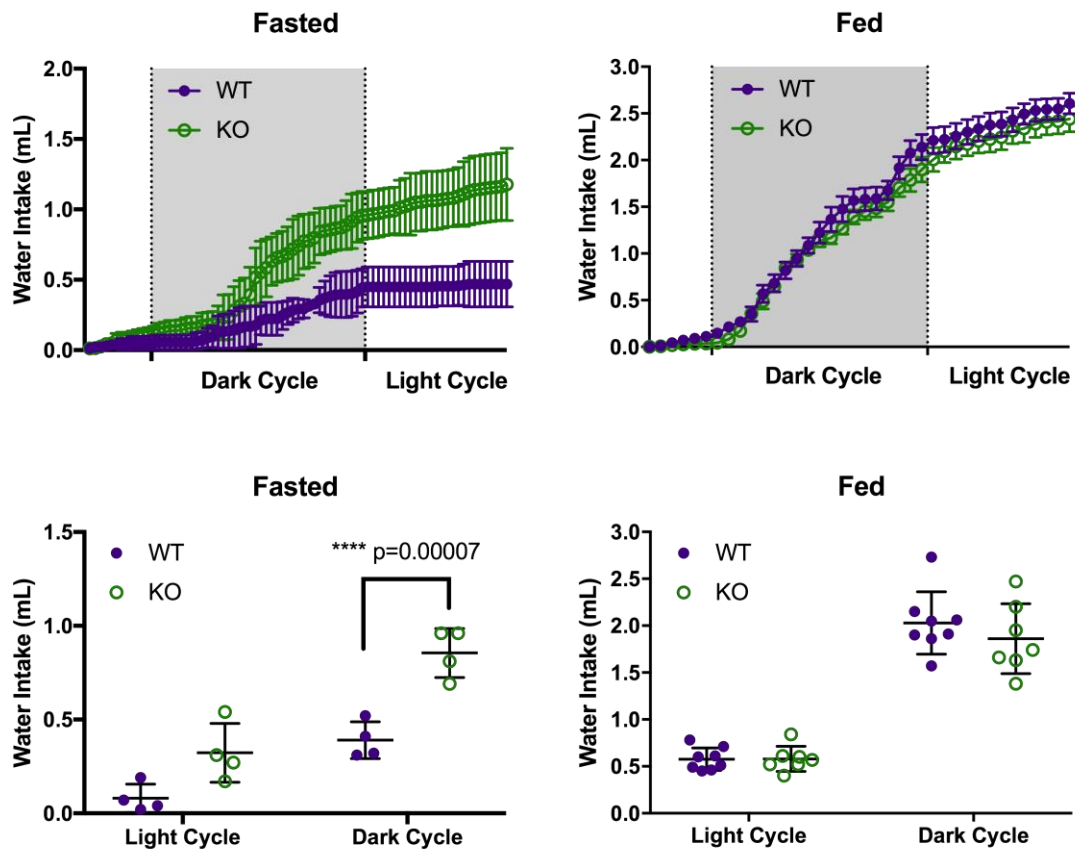 Fasted
Water Intake (mL)
2.0
1.5
1.0
0.5
0.0
WT
KO
Dark Cycle
Light Cycle
Fed
Water Intake (mL)
3.0
2.5
2.0
1.5
1.0
0.5
0.0
WT
KO
Dark Cycle
Light Cycle
Fasted
Water Intake (mL)
1.5
1.0
0.5
0.0
WT
KO
**** p=0.00007
Light Cycle
Dark Cycle
Fed
Water Intake (mL)
3.0
2.5
2.0
1.5
1.0
0.5
0.0
WT
KO
Light Cycle
Dark Cycle